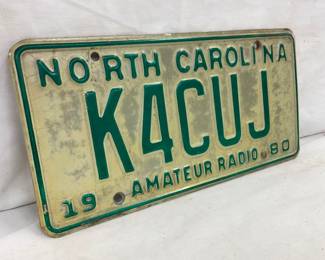 NORTH CAROLINA
K4CUJ
19 AMATEUR RADIO 80